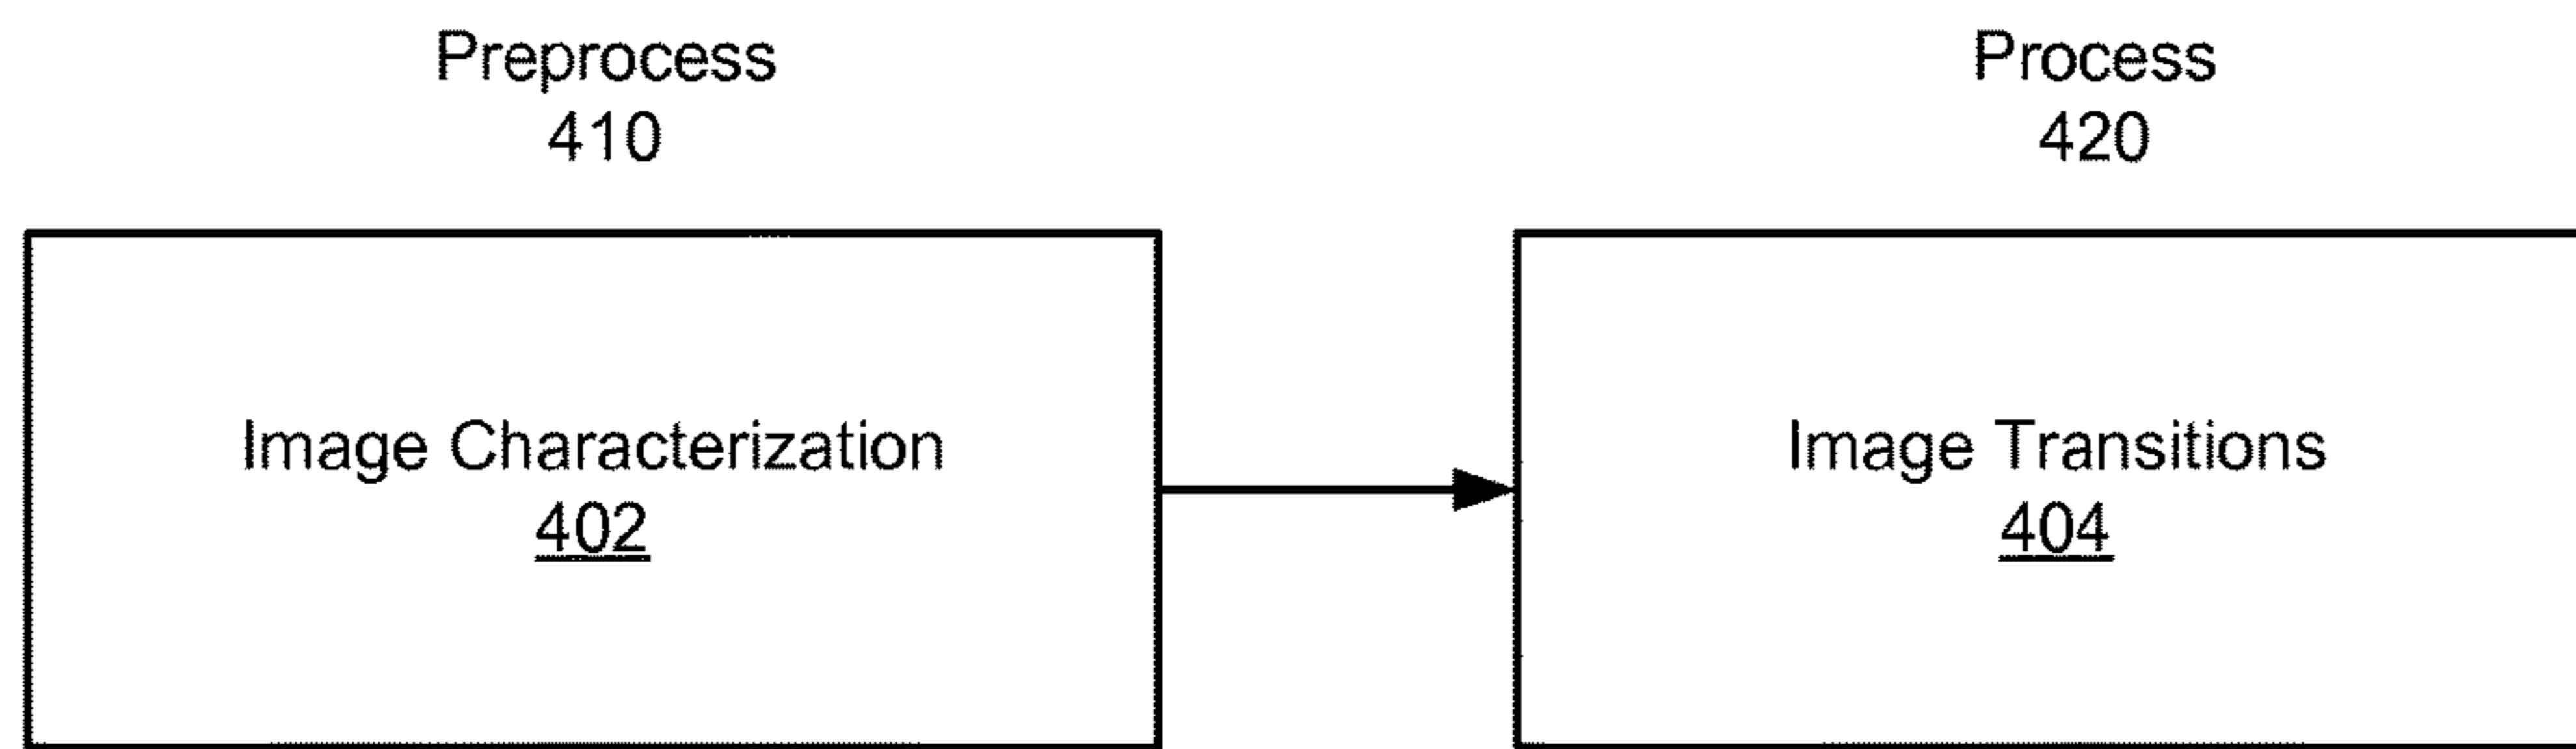 Preprocess
410
Process
420
Image Characterization
402
Image Transitions
404